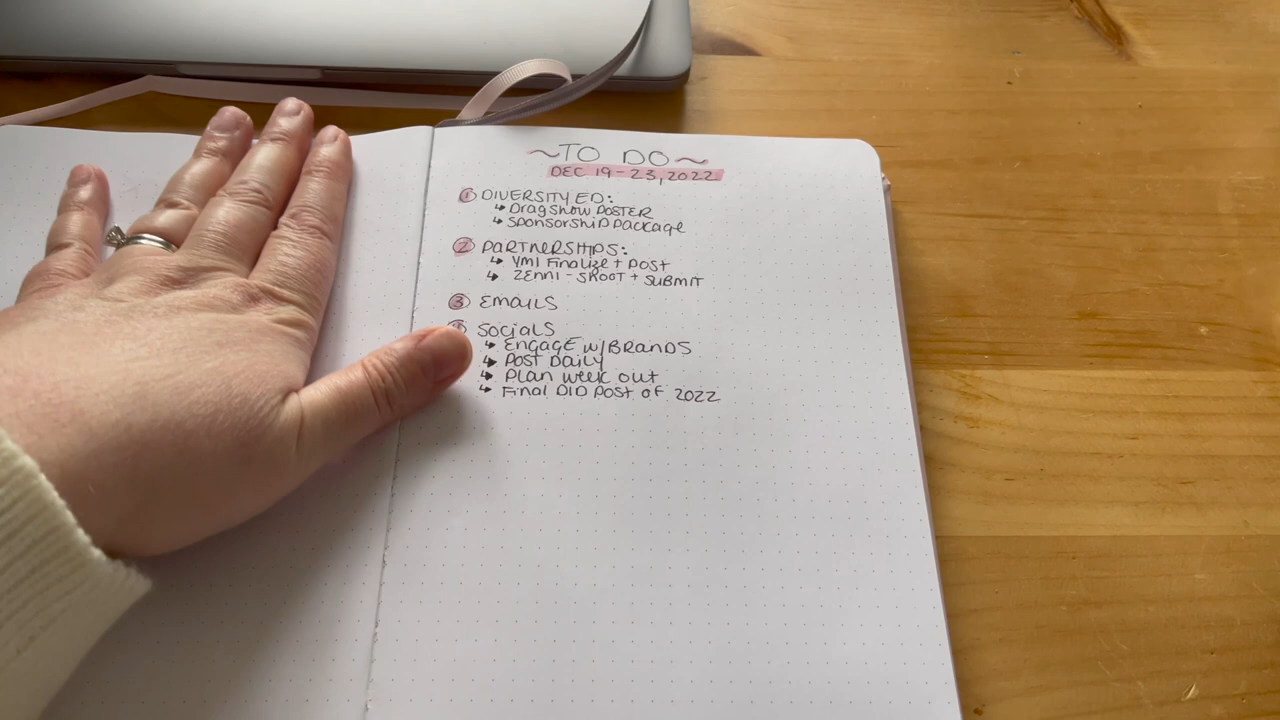 ~TO DO~
DEC 19-23, 2022
① DIVERSITY ED:
↳ Drag Show POSTER
↳ Sponsorship package
② PARTNERSHIPS:
↳ YMI Finalize + POST
↳ ZENNI - SHOOT + SUBMIT
③ EMAILS
SOCIALS
↳ ENGAGE w/BRANDS
↳ POST DAILY
↳ Plan week out
↳ Final DID POST OF 2022